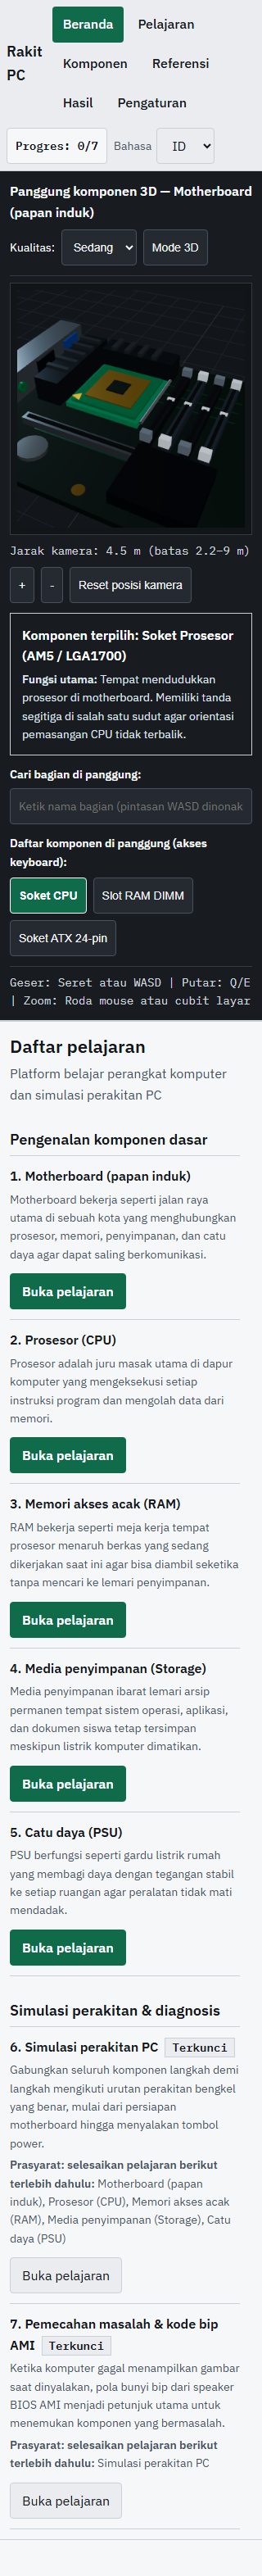 Rakit
PC
Beranda
Pelajaran
Komponen
Referensi
Hasil
Pengaturan
Progres: 0/7
Bahasa
ID
Panggung komponen 3D — Motherboard
(papan induk)
Kualitas:
Sedang
Mode 3D
Jarak kamera: 4.5 m (batas 2.2–9 m)
+
-
Reset posisi kamera
Komponen terpilih: Soket Prosesor
(AM5 / LGA1700)
Fungsi utama: Tempat mendudukkan
prosesor di motherboard. Memiliki tanda
segitiga di salah satu sudut agar orientasi
pemasangan CPU tidak terbalik.
Cari bagian di panggung:
Ketik nama bagian (pintasan WASD dinonak
Daftar komponen di panggung (akses
keyboard):
Soket CPU
Slot RAM DIMM
Soket ATX 24-pin
Geser: Seret atau WASD | Putar: Q/E
| Zoom: Roda mouse atau cubit layar
Daftar pelajaran
Platform belajar perangkat komputer
dan simulasi perakitan PC
Pengenalan komponen dasar
1. Motherboard (papan induk)
Motherboard bekerja seperti jalan raya
utama di sebuah kota yang menghubungkan
prosesor, memori, penyimpanan, dan catu
daya agar dapat saling berkomunikasi.
Buka pelajaran
2. Prosesor (CPU)
Prosesor adalah juru masak utama di dapur
komputer yang mengeksekusi setiap
instruksi program dan mengolah data dari
memori.
Buka pelajaran
3. Memori akses acak (RAM)
RAM bekerja seperti meja kerja tempat
prosesor menaruh berkas yang sedang
dikerjakan saat ini agar bisa diambil seketika
tanpa mencari ke lemari penyimpanan.
Buka pelajaran
4. Media penyimpanan (Storage)
Media penyimpanan ibarat lemari arsip
permanen tempat sistem operasi, aplikasi,
dan dokumen siswa tetap tersimpan
meskipun listrik komputer dimatikan.
Buka pelajaran
5. Catu daya (PSU)
PSU berfungsi seperti gardu listrik rumah
yang membagi daya dengan tegangan stabil
ke setiap ruangan agar peralatan tidak mati
mendadak.
Buka pelajaran
Simulasi perakitan & diagnosis
6. Simulasi perakitan PC Terkunci
Gabungkan seluruh komponen langkah demi
langkah mengikuti urutan perakitan bengkel
yang benar, mulai dari persiapan
motherboard hingga menyalakan tombol
power.
Prasyarat: selesaikan pelajaran berikut
terlebih dahulu: Motherboard (papan
induk), Prosesor (CPU), Memori akses acak
(RAM), Media penyimpanan (Storage), Catu
daya (PSU)
Buka pelajaran
7. Pemecahan masalah & kode bip
AMI Terkunci
Ketika komputer gagal menampilkan gambar
saat dinyalakan, pola bunyi bip dari speaker
BIOS AMI menjadi petunjuk utama untuk
menemukan komponen yang bermasalah.
Prasyarat: selesaikan pelajaran berikut
terlebih dahulu: Simulasi perakitan PC
Buka pelajaran